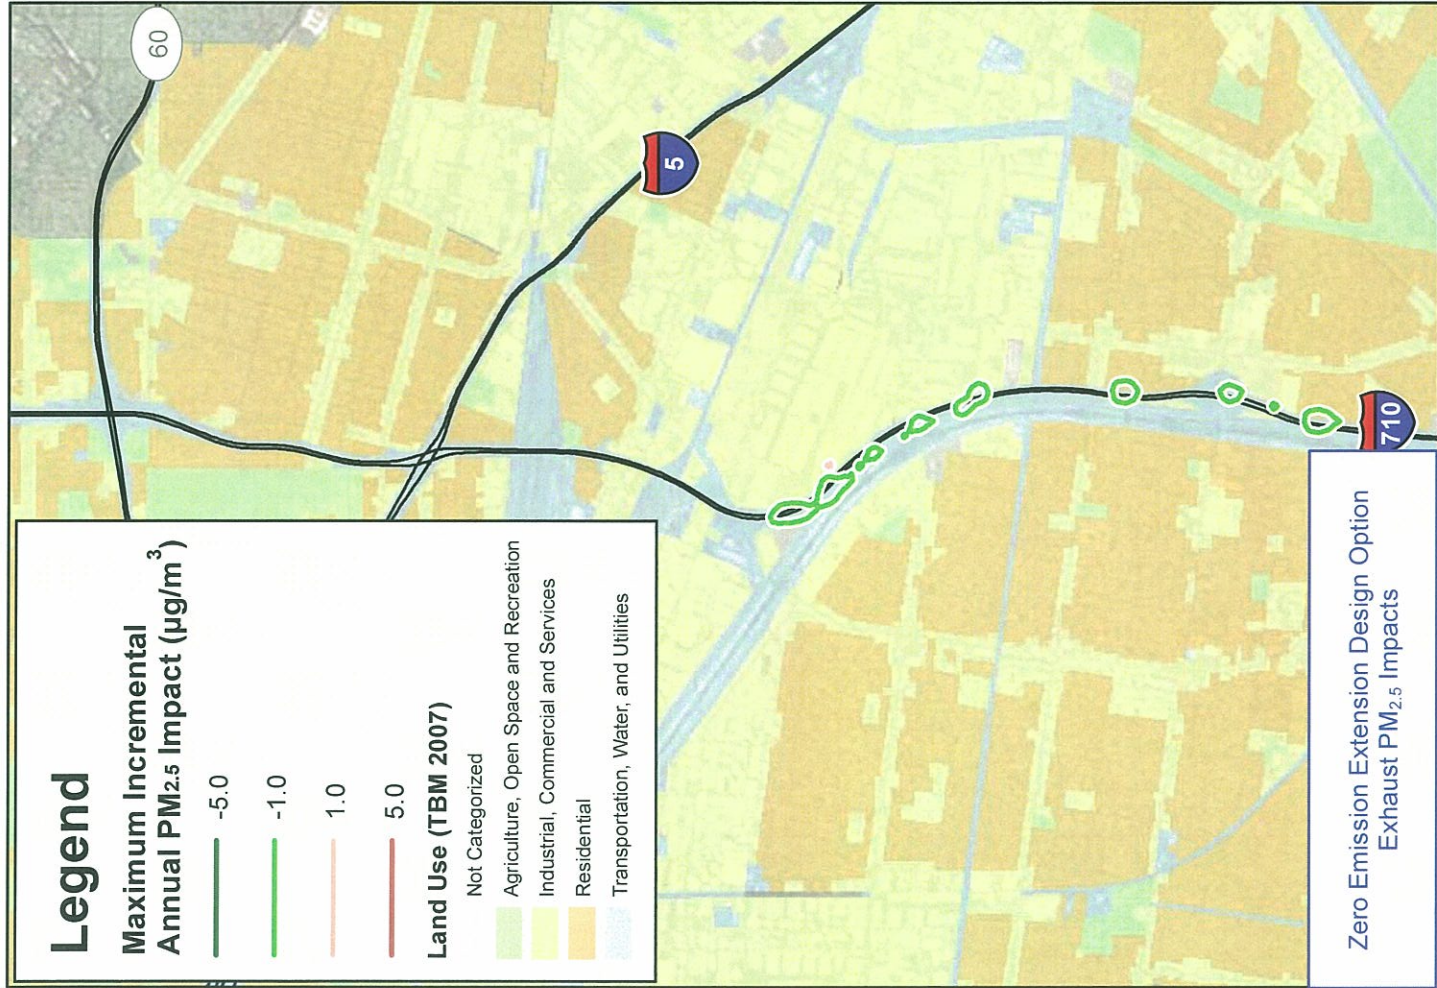 Legend
Maximum Incremental
Annual PM2.5 Impact (µg/m³)
-5.0
-1.0
1.0
5.0
Land Use (TBM 2007)
Not Categorized
Agriculture, Open Space and Recreation
Industrial, Commercial and Services
Residential
Transportation, Water, and Utilities
60
5
710
Zero Emission Extension Design Option
Exhaust PM2.5 Impacts